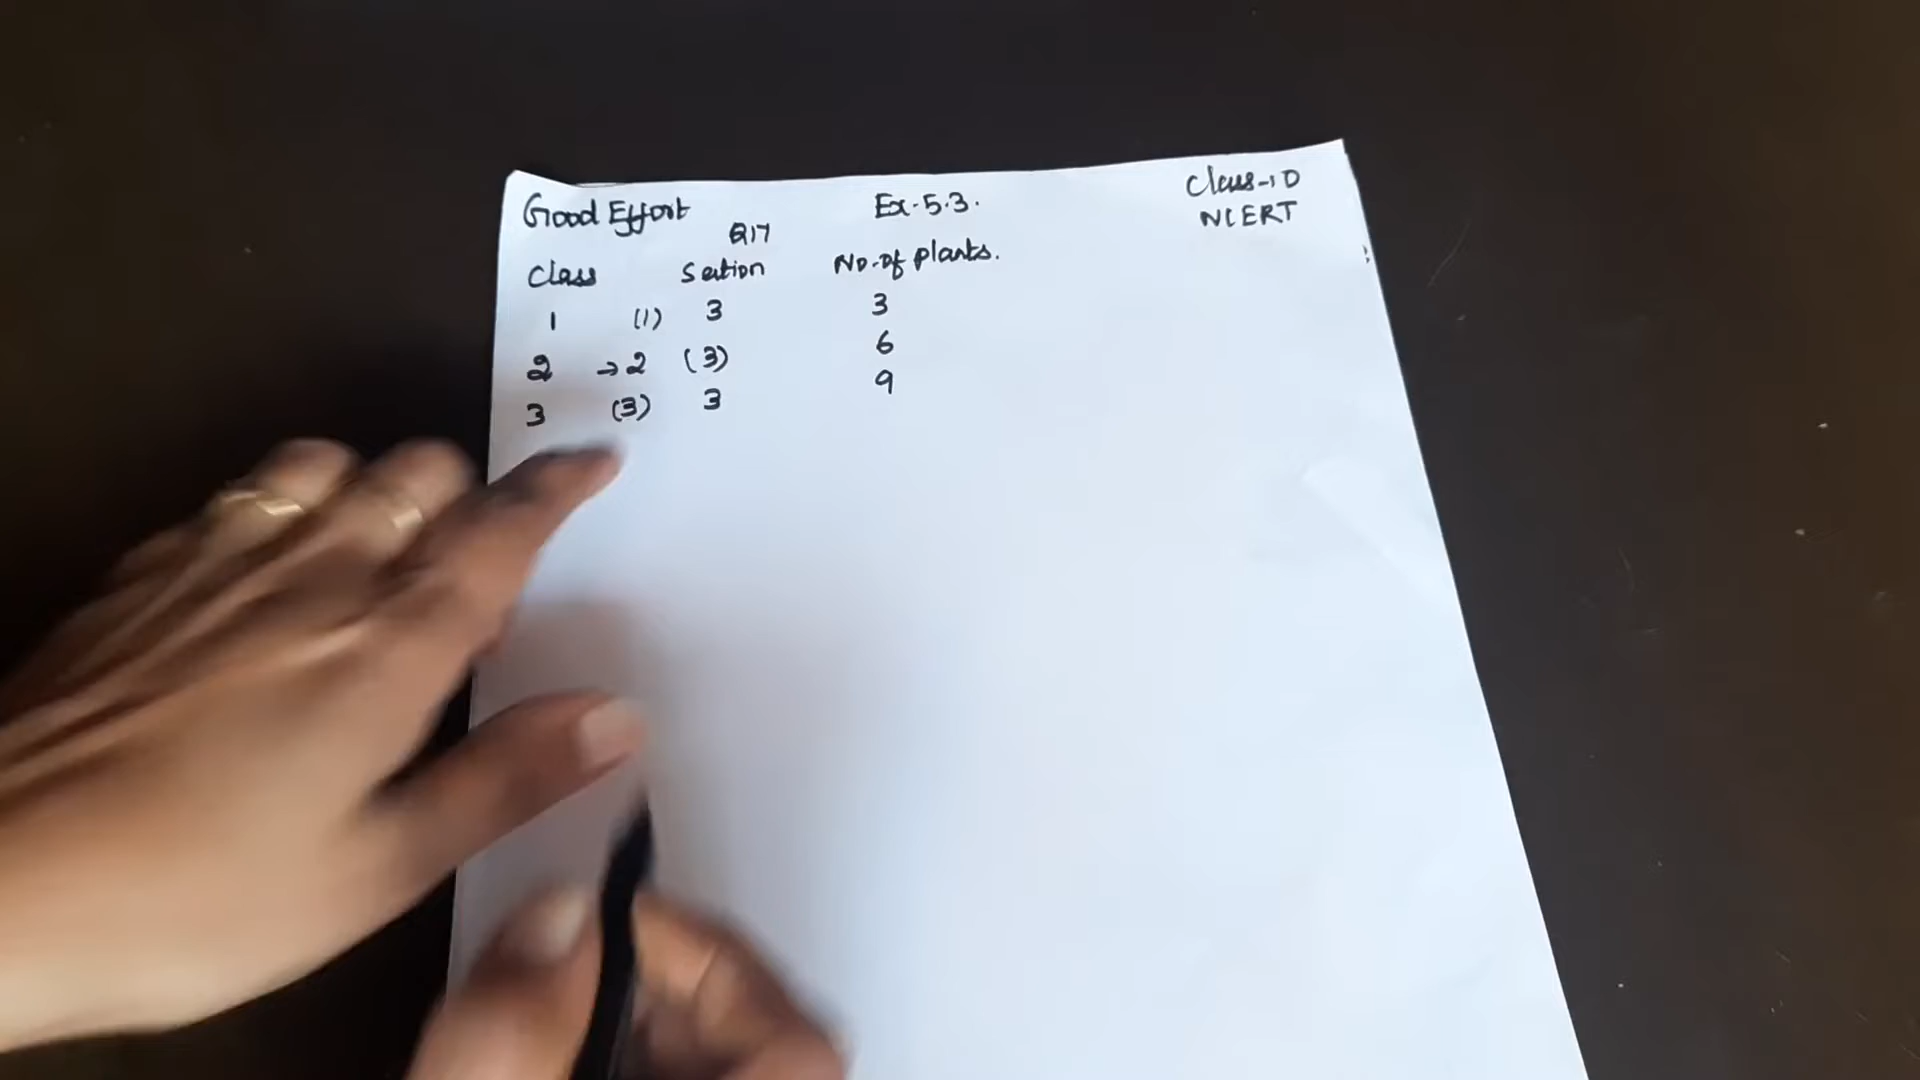 Good Effort Ex-5.3. Class-10
NCERT
Q17
Class Section No.of plants.
1 (1) 3 3
2 →2 (3) 6
3 (3) 3 9